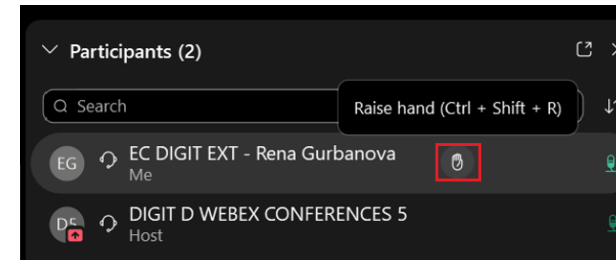 Participants (2)
Search
Raise hand (Ctrl + Shift + R)
EG
EC DIGIT EXT - Rena Gurbanova
Me
D5
DIGIT D WEBEX CONFERENCES 5
Host